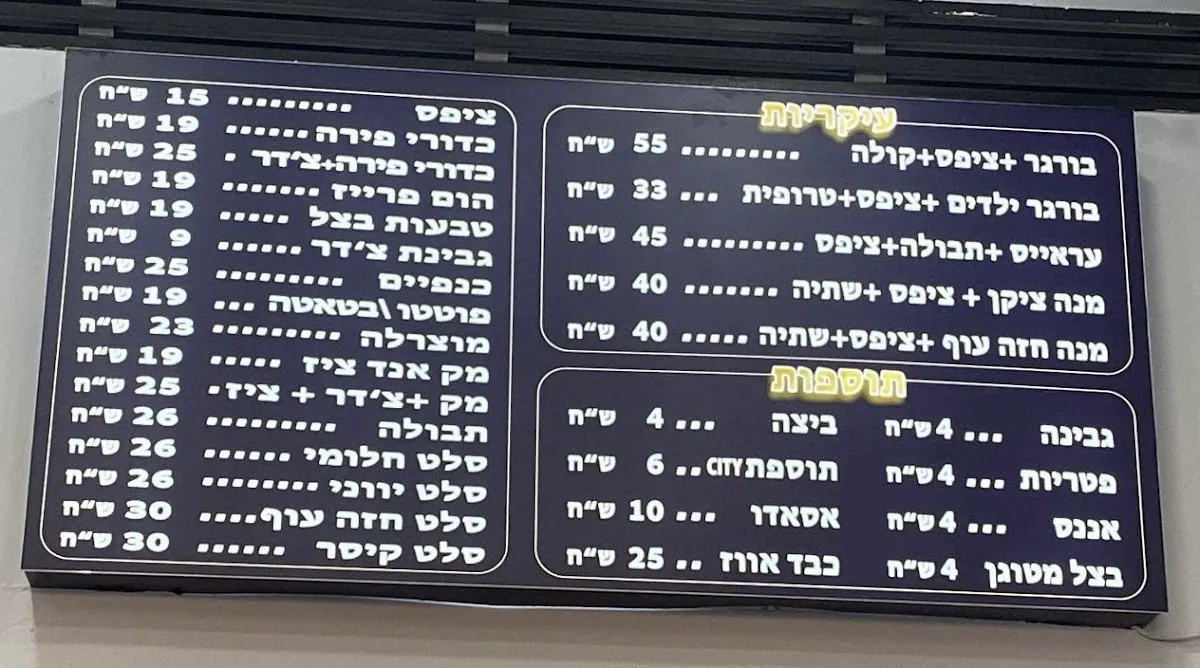 עיקריות
בורגר +ציפס+קולה ......... 55 ש״ח
בורגר ילדים +ציפס+טרופית ... 33 ש״ח
עראייס +תבולה+ציפס ......... 45 ש״ח
מנה ציקן + ציפס +שתיה ....... 40 ש״ח
מנה חזה עוף +ציפס+שתיה ..... 40 ש״ח
תוספות
גבינה ... 4 ש״ח
פטריות ... 4 ש״ח
אננס ... 4 ש״ח
בצל מטוגן 4 ש״ח
ביצה ... 4 ש״ח
תוספת CITY .. 6 ש״ח
אסאדו ... 10 ש״ח
כבד אווז .. 25 ש״ח
ציפס ......... 15 ש״ח
כדורי פירה ...... 19 ש״ח
כדורי פירה+צ׳דר . 25 ש״ח
הום פרייז ....... 19 ש״ח
טבעות בצל ..... 19 ש״ח
גבינת צ׳דר ...... 9 ש״ח
כנפיים ......... 25 ש״ח
פוטטו \בטאטה ... 19 ש״ח
מוצרלה ......... 23 ש״ח
מק אנד ציז ..... 19 ש״ח
מק +צ׳דר + ציז . 25 ש״ח
תבולה ......... 26 ש״ח
סלט חלומי ...... 26 ש״ח
סלט יווני ........ 26 ש״ח
סלט חזה עוף .... 30 ש״ח
סלט קיסר ...... 30 ש״ח